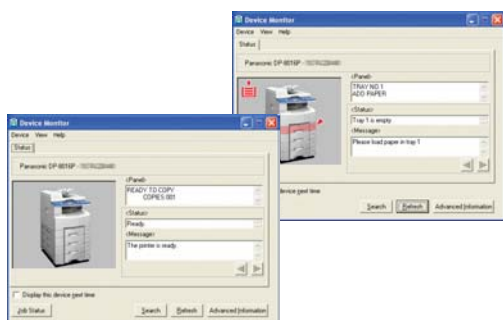 Device Monitor
Device View Help
Status
Panasonic DP-8016P -
<Panel>
TRAY NO.1
ADD PAPER
<Status>
Tray 1 is empty
<Message>
Please load paper in tray 1
device next time
Search Refresh Advanced Information
Device Monitor
Device View Help
Status
Panasonic DP-8016P -
<Panel>
READY TO COPY
COPIES:001
<Status>
Ready.
<Message>
The printer is ready.
Display this device next time
Job Status Search Refresh Advanced Information